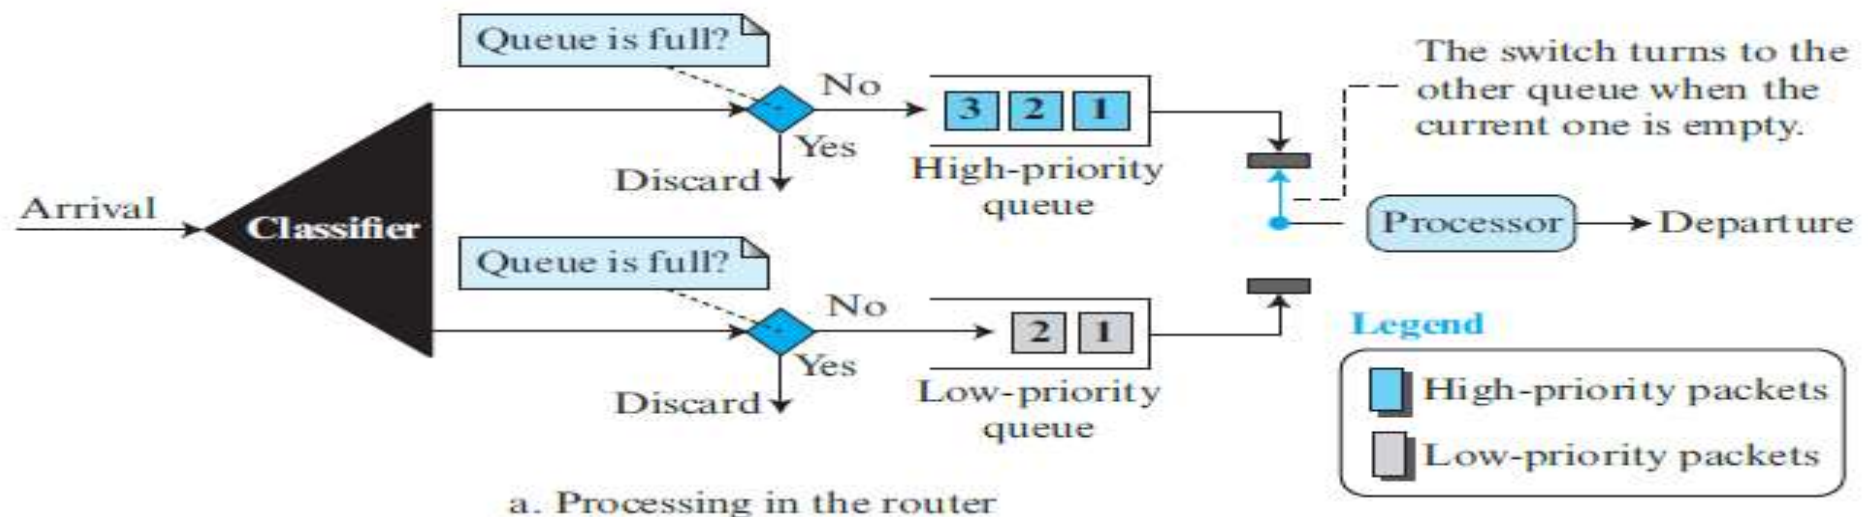 Queue is full?
The switch turns to the
other queue when the
current one is empty.
No
3 2 1
Yes
Discard
High-priority
queue
Arrival
Classifier
Processor
Departure
Queue is full?
No
2 1
Yes
Discard
Low-priority
queue
Legend
High-priority packets
Low-priority packets
a. Processing in the router